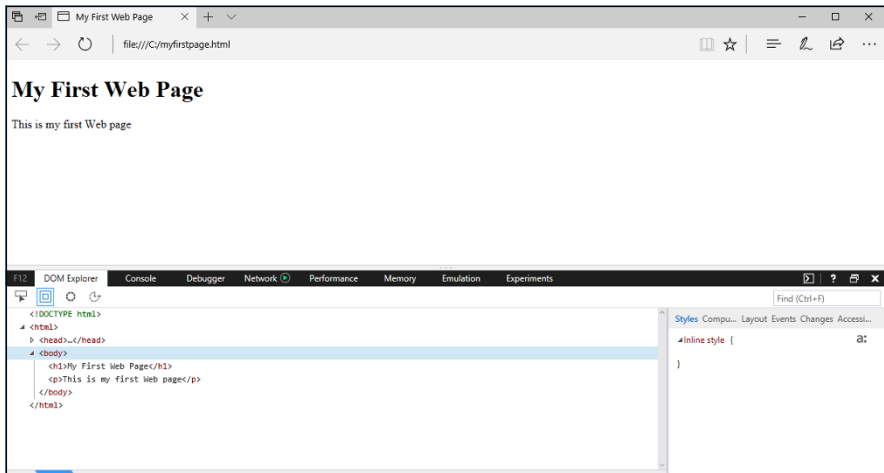 My First Web Page
file:///C:/myfirstpage.html
My First Web Page
This is my first Web page
F12 DOM Explorer Console Debugger Network Performance Memory Emulation Experiments ?
Find (Ctrl+F)
<!DOCTYPE html>
<html>
<head>…</head>
<body>
<h1>My First Web Page</h1>
<p>This is my first Web page</p>
</body>
</html>
Styles Compu... Layout Events Changes Accessi...
Inline style { a:
}